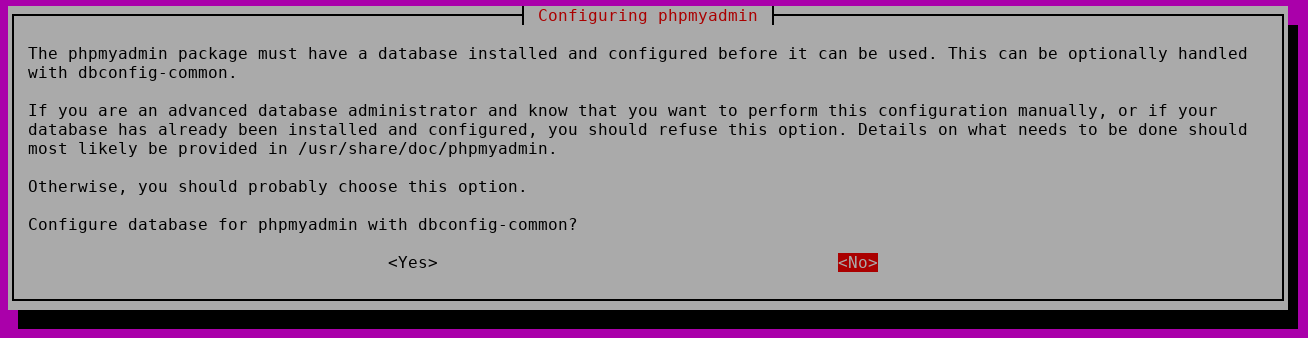 Configuring phpmyadmin
The phpmyadmin package must have a database installed and configured before it can be used. This can be optionally handled
with dbconfig-common.
If you are an advanced database administrator and know that you want to perform this configuration manually, or if your
database has already been installed and configured, you should refuse this option. Details on what needs to be done should
most likely be provided in /usr/share/doc/phpmyadmin.
Otherwise, you should probably choose this option.
Configure database for phpmyadmin with dbconfig-common?
<Yes> <No>